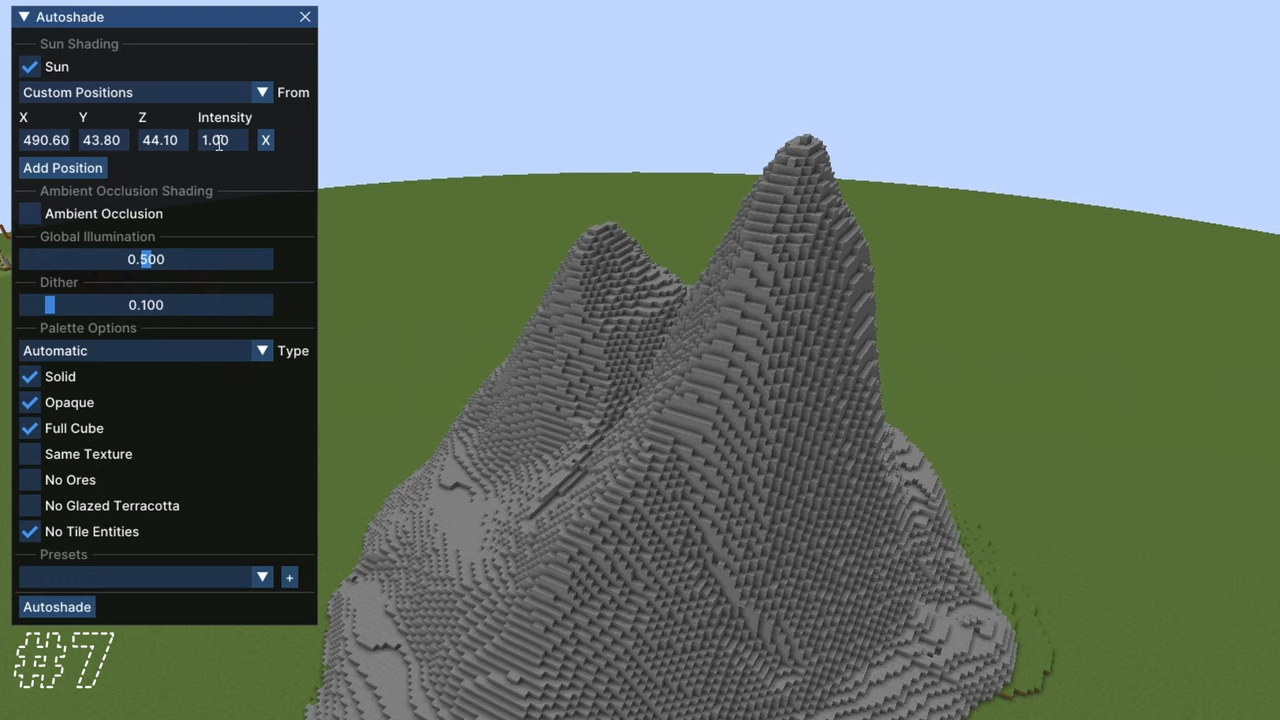 Autoshade
Sun Shading
Sun
Custom Positions From
X Y Z Intensity
490.60 43.80 44.10 1.00 X
Add Position
Ambient Occlusion Shading
Ambient Occlusion
Global Illumination
0.500
Dither
0.100
Palette Options
Automatic Type
Solid
Opaque
Full Cube
Same Texture
No Ores
No Glazed Terracotta
No Tile Entities
Presets
+
Autoshade
#7